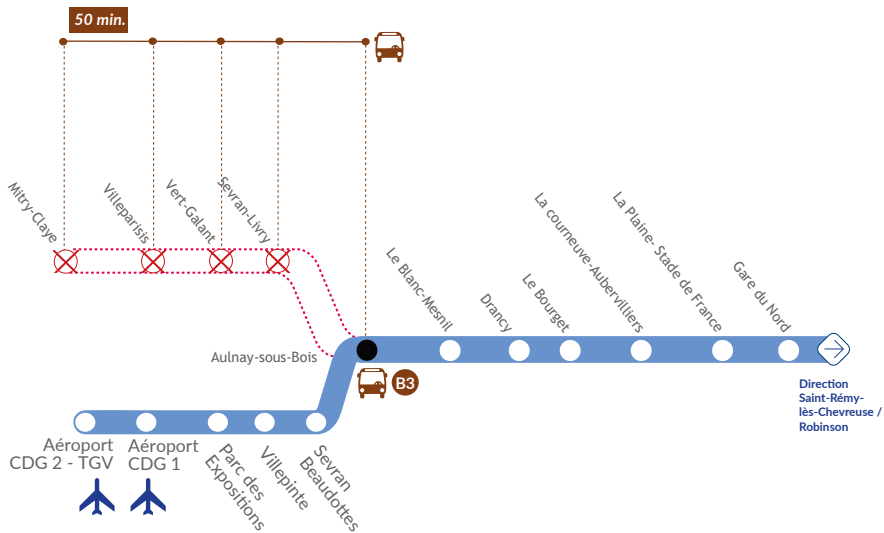 50 min.
Mitry-Claye
Villeparisis
Vert-Galant
Sevran-Livry
Le Blanc-Mesnil
Drancy
Le Bourget
La courneuve-Aubervilliers
La Plaine- Stade de France
Gare du Nord
Aulnay-sous-Bois
B3
Direction
Saint-Rémy-
lès-Chevreuse /
Robinson
Aéroport
CDG 2 - TGV
Aéroport
CDG 1
Parc des
Expositions
Villepinte
Sevran
Beaudottes